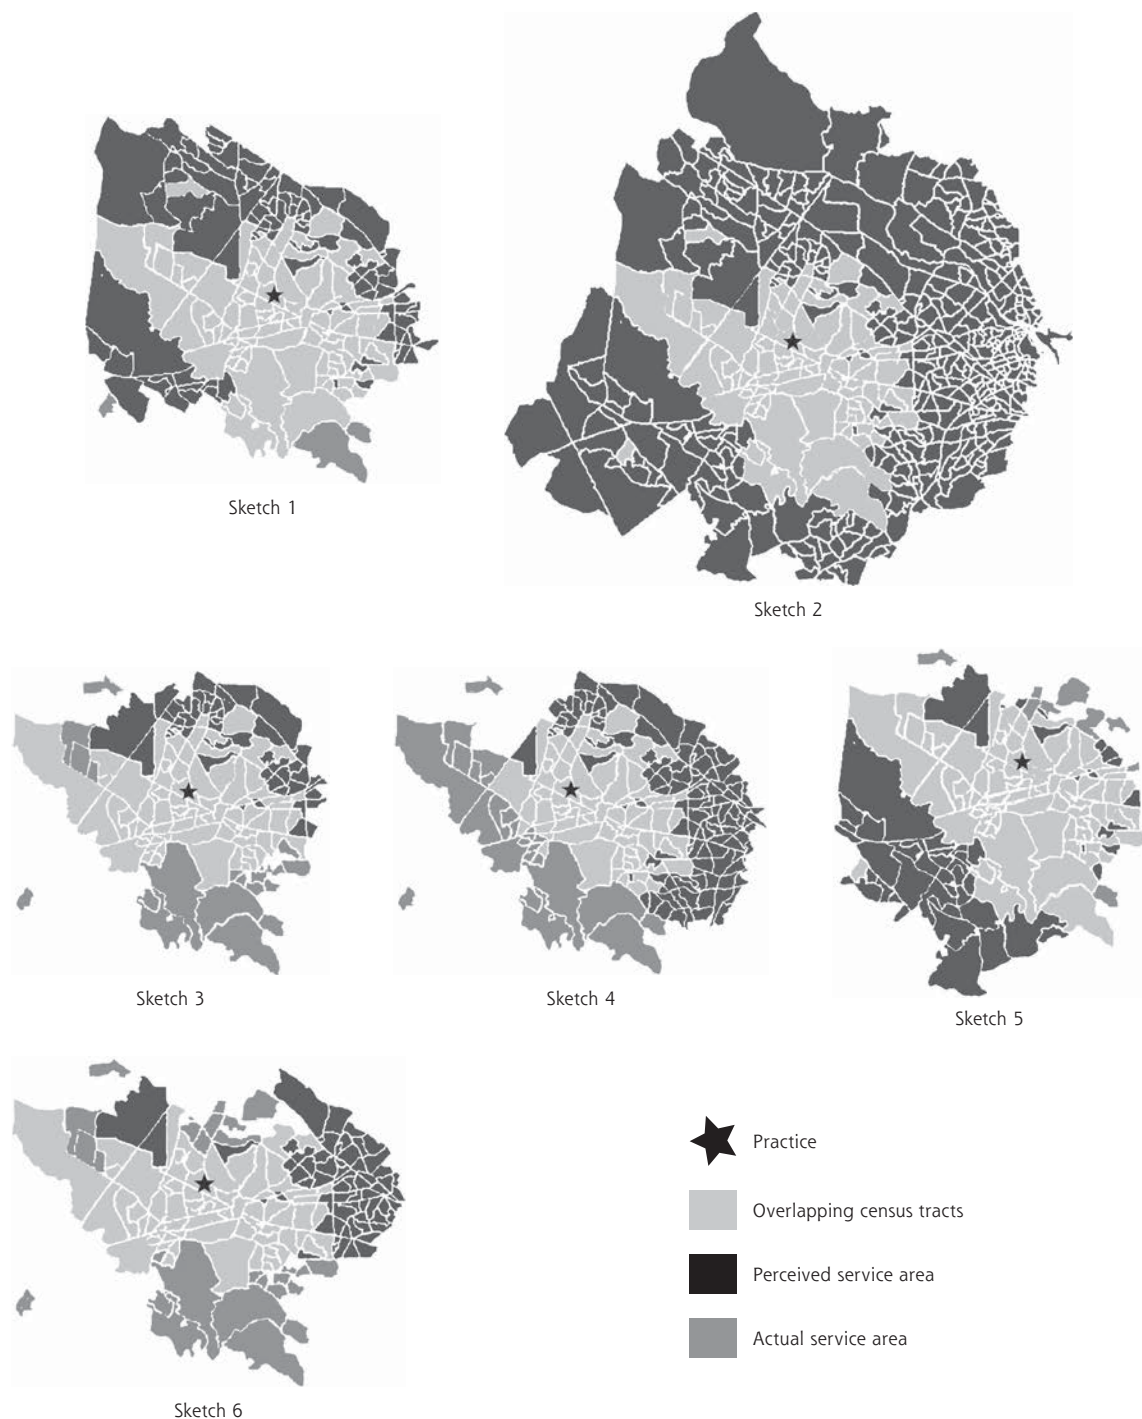 Sketch 1
Sketch 2
Sketch 3
Sketch 4
Sketch 5
Sketch 6
Practice
Overlapping census tracts
Perceived service area
Actual service area